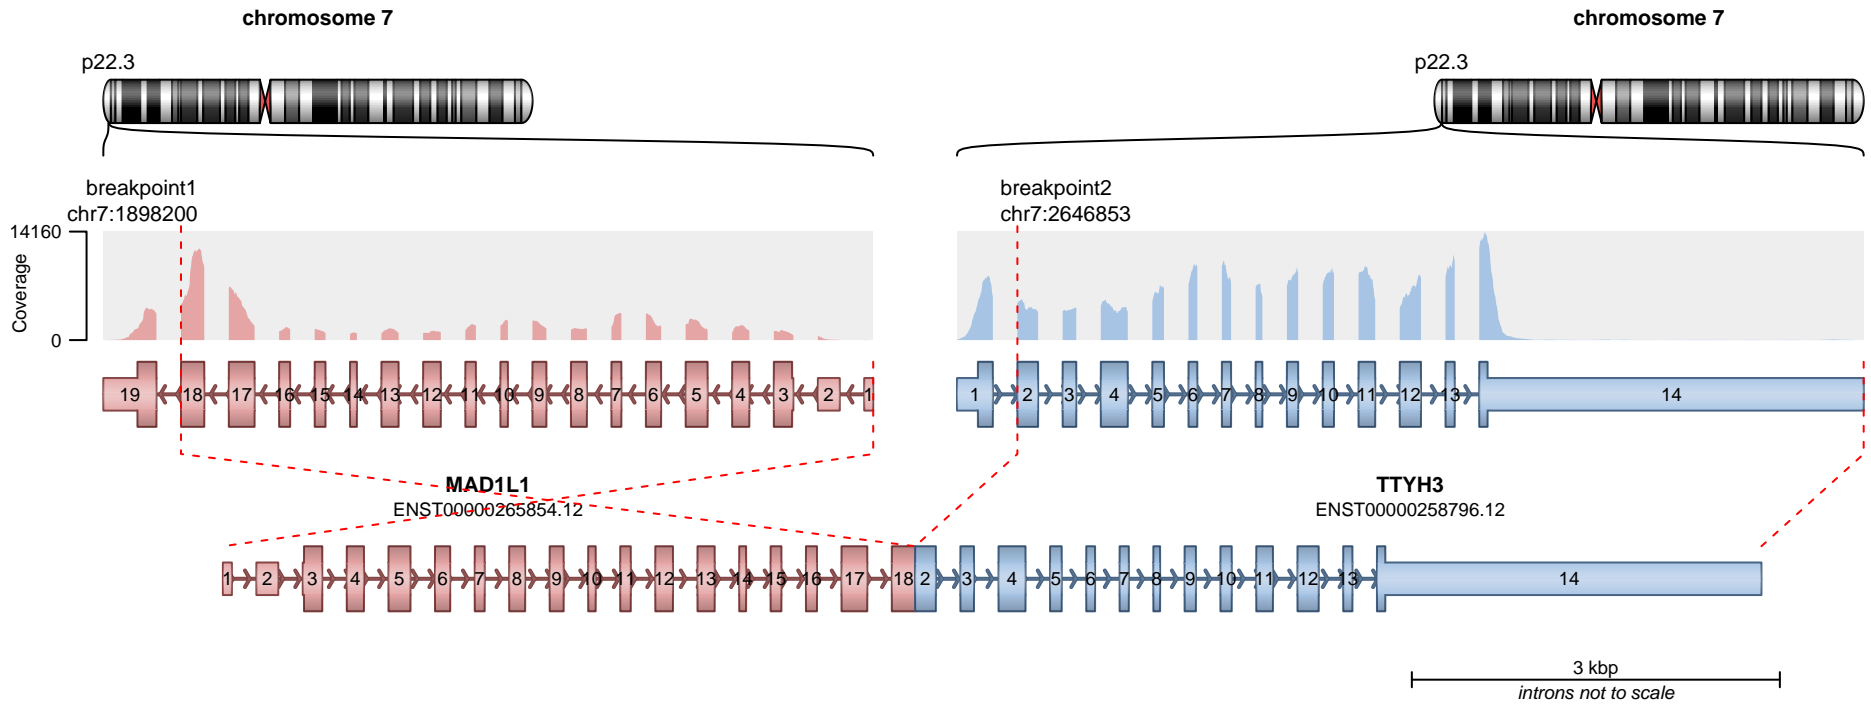 chromosome 7
chromosome 7
p22.3
p22.3
breakpoint1
chr7:1898200
breakpoint2
chr7:2646853
14160
Coverage
0
19 18 17 16 15 14 13 12 11 10 9 8 7 6 5 4 3 2 1
1 2 3 4 5 6 7 8 9 10 11 12 13 14
MAD1L1
ENST00000265854.12
TTYH3
ENST00000258796.12
1 2 3 4 5 6 7 8 9 10 11 12 13 14 15 16 17 18 2 3 4 5 6 7 8 9 10 11 12 13 14
3 kbp
introns not to scale